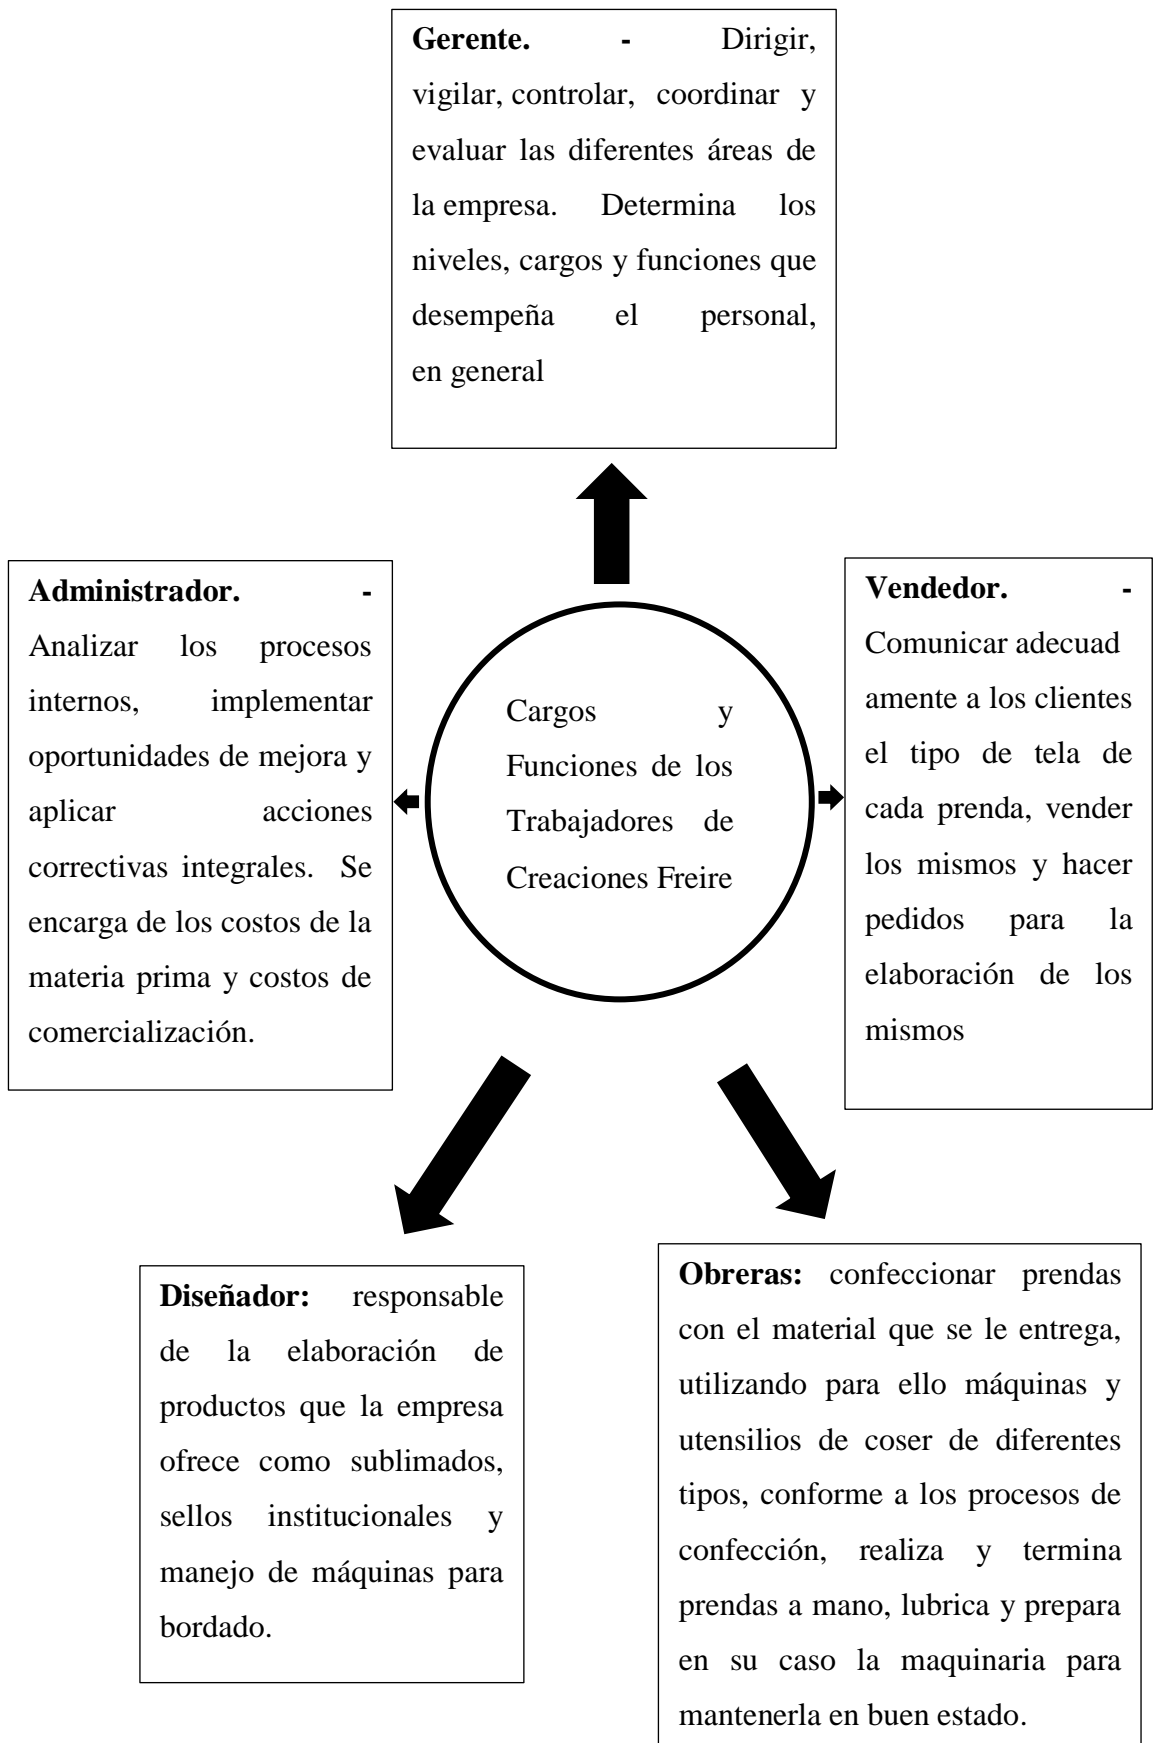 Gerente. - Dirigir,
vigilar, controlar, coordinar y
evaluar las diferentes áreas de
la empresa. Determina los
niveles, cargos y funciones que
desempeña el personal,
en general
Administrador. -
Analizar los procesos
internos, implementar
oportunidades de mejora y
aplicar acciones
correctivas integrales. Se
encarga de los costos de la
materia prima y costos de
comercialización.
Cargos y
Funciones de los
Trabajadores de
Creaciones Freire
Vendedor. -
Comunicar adecuad
amente a los clientes
el tipo de tela de
cada prenda, vender
los mismos y hacer
pedidos para la
elaboración de los
mismos
Diseñador: responsable
de la elaboración de
productos que la empresa
ofrece como sublimados,
sellos institucionales y
manejo de máquinas para
bordado.
Obreras: confeccionar prendas
con el material que se le entrega,
utilizando para ello máquinas y
utensilios de coser de diferentes
tipos, conforme a los procesos de
confección, realiza y termina
prendas a mano, lubrica y prepara
en su caso la maquinaria para
mantenerla en buen estado.